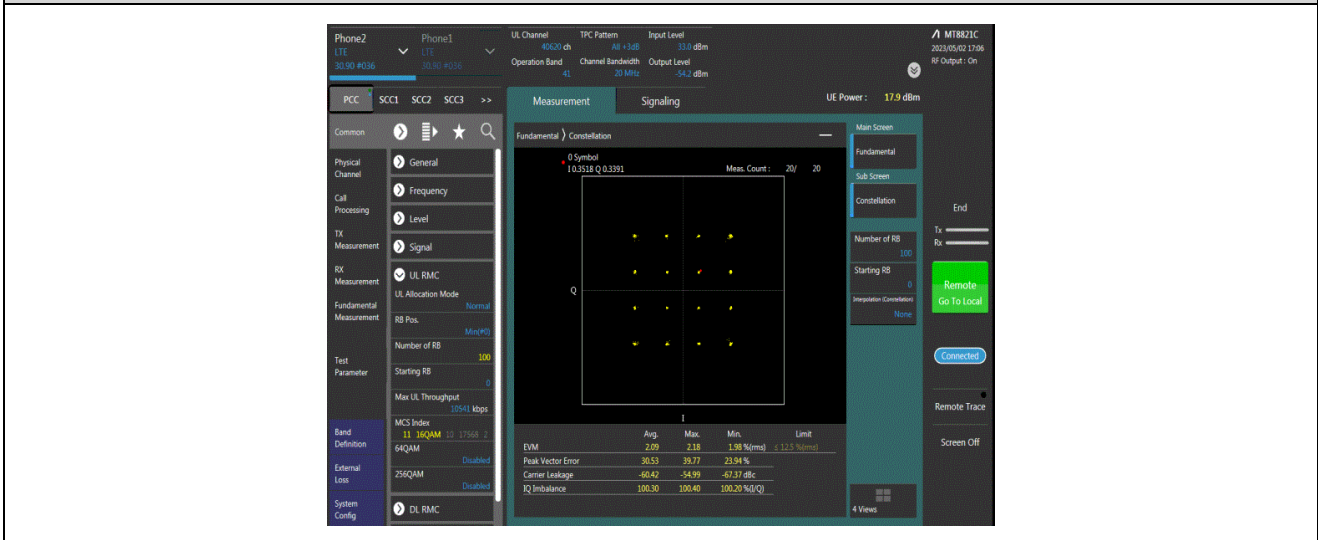 Phone2
LTE
30.90 #036
Phone1
LTE
30.90 #036
UL Channel
40620 ch
TPC Pattern
All +3dB
Input Level
33.0 dBm
Operation Band
41
Channel Bandwidth
20 MHz
Output Level
-54.2 dBm
MT8821C
2023/05/02 17:06
RF Output : On
PCC SCC1 SCC2 SCC3 >>
Measurement Signaling
UE Power : 17.9 dBm
Common
Physical
Channel
Call
Processing
TX
Measurement
RX
Measurement
Fundamental
Measurement
Test
Parameter
Band
Definition
External
Loss
System
Config
General
Frequency
Level
Signal
UL RMC
UL Allocation Mode
Normal
RB Pos.
Min(#0)
Number of RB
100
Starting RB
0
Max UL Throughput
10541 kbps
MCS Index
11 16QAM 10 17568 2
64QAM
Disabled
256QAM
Disabled
DL RMC
Fundamental ⟩ Constellation
0 Symbol
I 0.3518 Q 0.3391
Meas. Count : 20/ 20
Q
I
Avg. Max. Min. Limit
EVM 2.09 2.18 1.98 %(rms) ≤ 12.5 %(rms)
Peak Vector Error 30.53 39.77 23.94 %
Carrier Leakage -60.42 -54.99 -67.37 dBc
IQ Imbalance 100.30 100.40 100.20 %(I/Q)
Main Screen
Fundamental
Sub Screen
Constellation
Number of RB
100
Starting RB
0
Interpolation (Constellation)
None
4 Views
End
Tx
Rx
Remote
Go To Local
Connected
Remote Trace
Screen Off